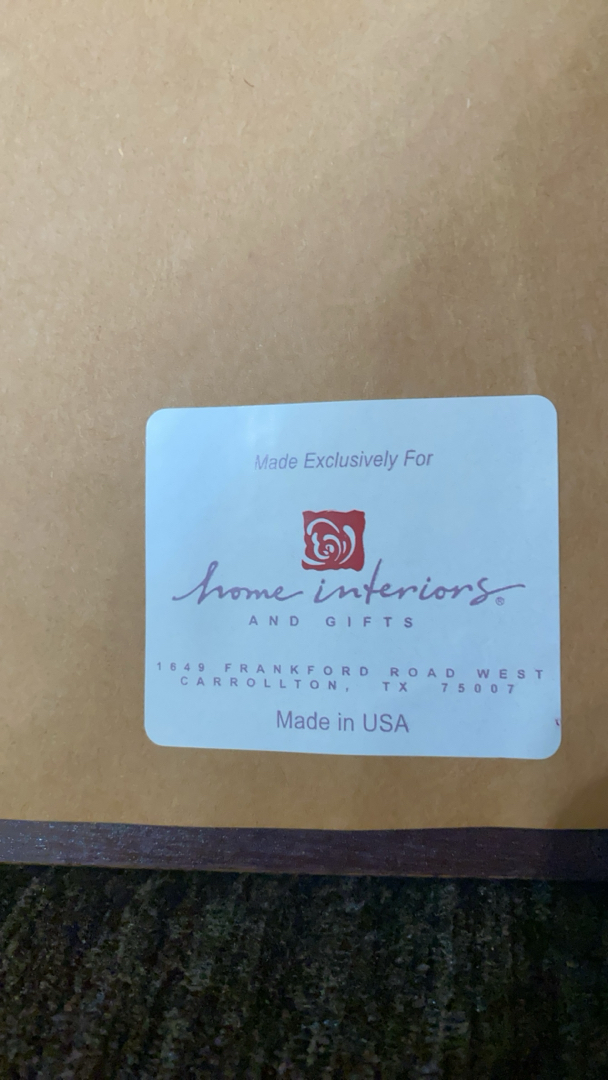 Made Exclusively For
home interiors®
AND GIFTS
1649 FRANKFORD ROAD WEST
CARROLLTON, TX 75007
Made in USA